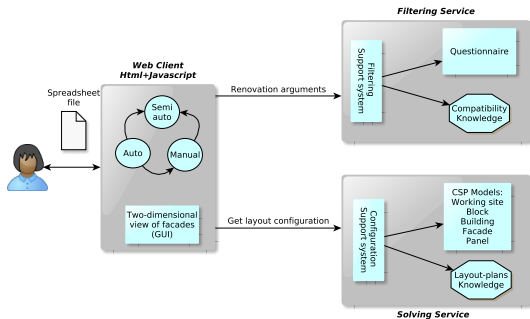 Filtering Service
Web Client
Html+Javascript
Spreadsheet
file
Semi
auto
Auto
Manual
Two-dimensional
view of facades
(GUI)
Renovation arguments
Get layout configuration
Filtering
Support system
Questionnaire
Compatibility
Knowledge
Configuration
Support system
CSP Models:
Working site
Block
Building
Facade
Panel
Layout-plans
Knowledge
Solving Service